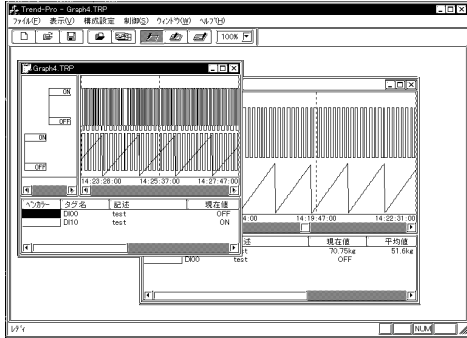 Trend-Pro - Graph4.TRP
ﾌｧｲﾙ(F) 表示(V) 構成設定 制御(S) ｳｨﾝﾄﾞｳ(W) ﾍﾙﾌﾟ(H)
100%
Graph4.TRP
ON
OFF
ON
OFF
14:23:28:00 14:25:37:00 14:27:47:00
ﾍﾟﾝｶﾗｰ タグ名 記述 現在値
DI00 test OFF
DI10 test ON
4:00 14:19:47:00 14:22:31:00
述 現在値 平均値
st 70.75kg 51.6kg
DI00 test OFF
ﾚﾃﾞｨ NUM